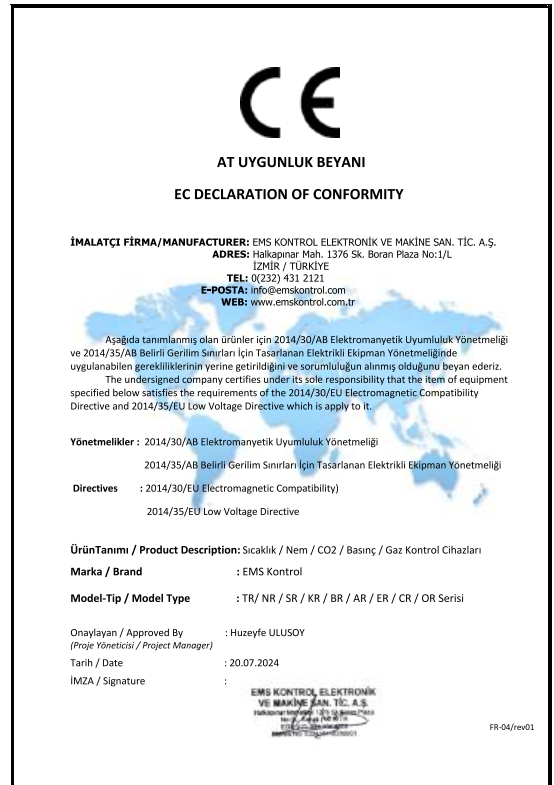 CE
AT UYGUNLUK BEYANI
EC DECLARATION OF CONFORMITY
İMALATÇI FİRMA/MANUFACTURER: EMS KONTROL ELEKTRONİK VE MAKİNE SAN. TİC. A.Ş.
ADRES: Halkapınar Mah. 1376 Sk. Boran Plaza No:1/L
İZMİR / TÜRKİYE
TEL: 0(232) 431 2121
E-POSTA: info@emskontrol.com
WEB: www.emskontrol.com.tr
Aşağıda tanımlanmış olan ürünler için 2014/30/AB Elektromanyetik Uyumluluk Yönetmeliği
ve 2014/35/AB Belirli Gerilim Sınırları İçin Tasarlanan Elektrikli Ekipman Yönetmeliğinde
uygulanabilen gerekliliklerinin yerine getirildiğini ve sorumluluğun alınmış olduğunu beyan ederiz.
The undersigned company certifies under its sole responsibility that the item of equipment
specified below satisfies the requirements of the 2014/30/EU Electromagnetic Compatibility
Directive and 2014/35/EU Low Voltage Directive which is apply to it.
Yönetmelikler : 2014/30/AB Elektromanyetik Uyumluluk Yönetmeliği
2014/35/AB Belirli Gerilim Sınırları İçin Tasarlanan Elektrikli Ekipman Yönetmeliği
Directives : 2014/30/EU Electromagnetic Compatibility)
2014/35/EU Low Voltage Directive
ÜrünTanımı / Product Description: Sıcaklık / Nem / CO2 / Basınç / Gaz Kontrol Cihazları
Marka / Brand : EMS Kontrol
Model-Tip / Model Type : TR/ NR / SR / KR / BR / AR / ER / CR / OR Serisi
Onaylayan / Approved By : Huzeyfe ULUSOY
(Proje Yöneticisi / Project Manager)
Tarih / Date : 20.07.2024
İMZA / Signature :
EMS KONTROL ELEKTRONİK
VE MAKİNE SAN. TİC. A.Ş.
FR-04/rev01